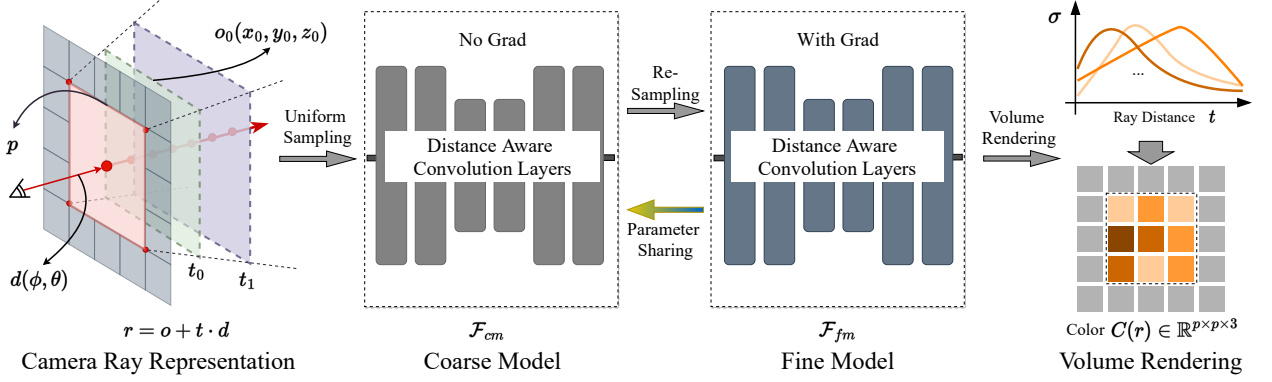 o₀(x₀, y₀, z₀)
p
d(ϕ, θ)
t₀
t₁
r = o + t · d
Camera Ray Representation
Uniform
Sampling
No Grad
Distance Aware
Convolution Layers
ℱ_cm
Coarse Model
Re-
Sampling
Parameter
Sharing
With Grad
Distance Aware
Convolution Layers
ℱ_fm
Fine Model
Volume
Rendering
σ
...
Ray Distance t
Color C(r) ∈ ℝ^{p×p×3}
Volume Rendering